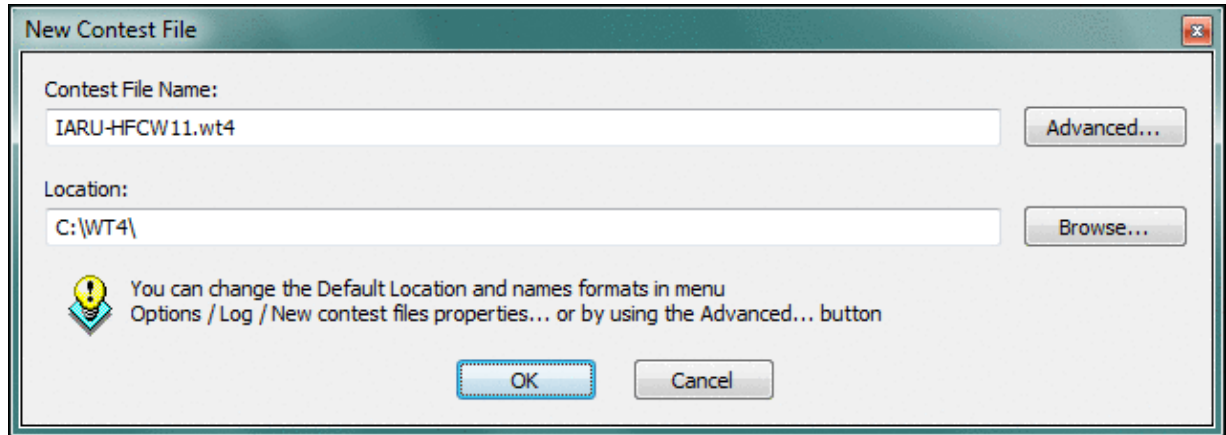 New Contest File
Contest File Name:
IARU-HFCW11.wt4
Advanced...
Location:
C:\WT4\
Browse...
You can change the Default Location and names formats in menu
Options / Log / New contest files properties... or by using the Advanced... button
OK
Cancel